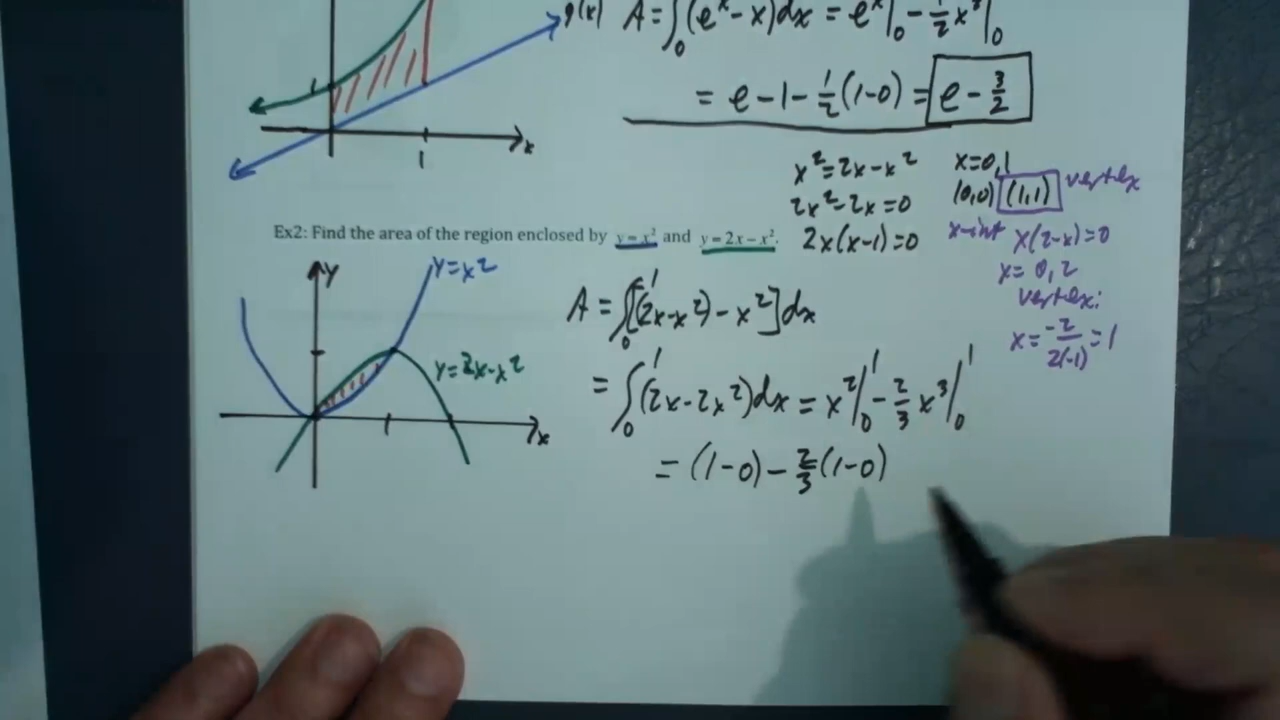 A = ∫₀ (eˣ - x)dx = eˣ|₀ - ½x²|₀
= e - 1 - ½(1-0) = e - 3/2
1
x
1
x² = 2x - x²
2x² - 2x = 0
2x(x-1) = 0
x = 0, 1
(0,0) (1,1) vertex
x-int x(2-x) = 0
x = 0, 2
vertex:
x = -2/2(-1) = 1
Ex2: Find the area of the region enclosed by y = x² and y = 2x - x².
y
y = x²
y = 2x - x²
1
x
A = ∫₀¹ [(2x - x²) - x²]dx
= ∫₀¹ (2x - 2x²)dx = x²|₀¹ - 2/3 x³|₀¹
= (1-0) - 2/3 (1-0)